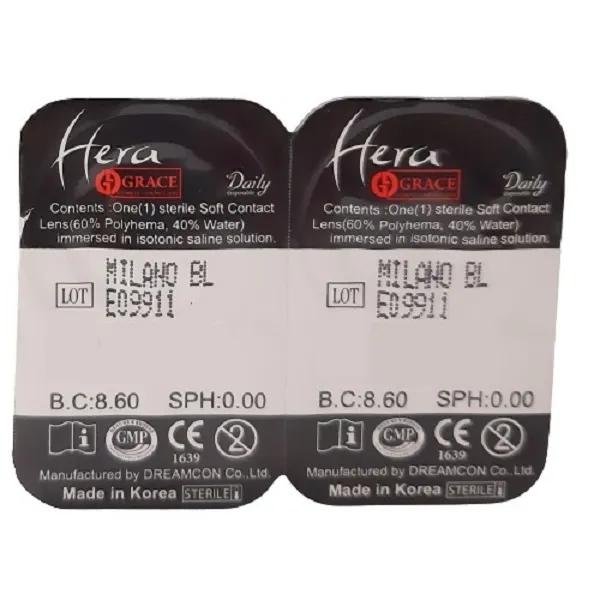 Hera
GRACE
Daily
Contents :One(1) sterile Soft Contact
Lens(60% Polyhema, 40% Water)
immersed in isotonic saline solution.
LOT
MILANO BL
E09911
B.C:8.60 SPH:0.00
GMP
CE
1639
2
Manufactured by DREAMCON Co.,Ltd.
Made in Korea STERILE
Hera
GRACE
Daily
Contents :One(1) sterile Soft Contact
Lens(60% Polyhema, 40% Water)
immersed in isotonic saline solution.
LOT
MILANO BL
E09911
B.C:8.60 SPH:0.00
GMP
CE
1639
2
Manufactured by DREAMCON Co.,Ltd.
Made in Korea STERILE